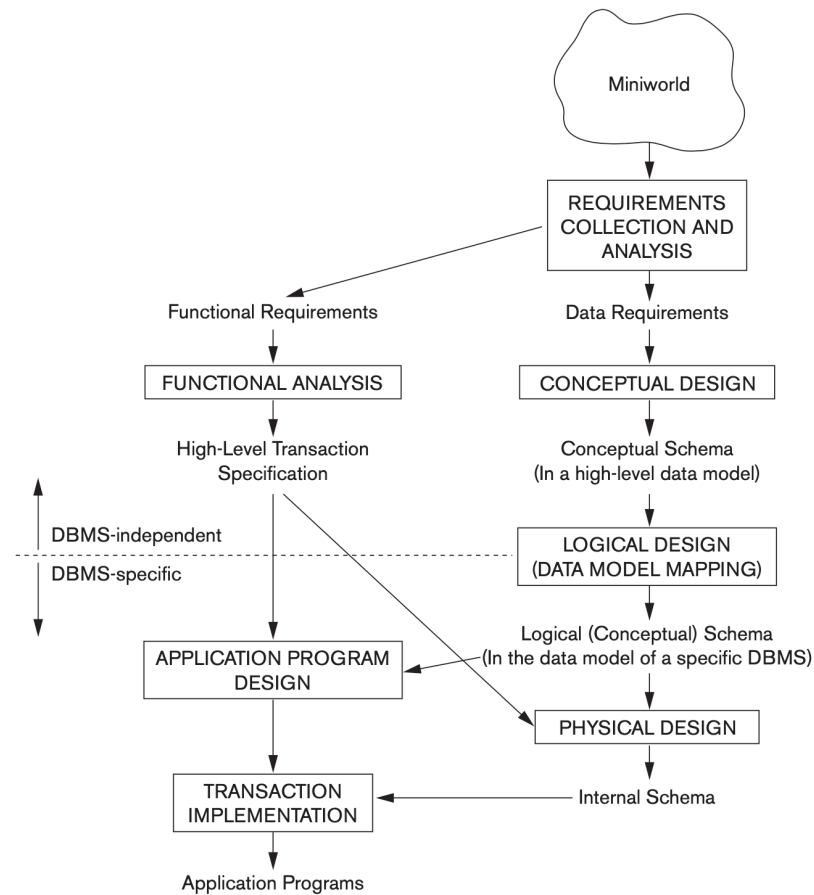 Miniworld
REQUIREMENTS
COLLECTION AND
ANALYSIS
Functional Requirements
Data Requirements
FUNCTIONAL ANALYSIS
CONCEPTUAL DESIGN
High-Level Transaction
Specification
Conceptual Schema
(In a high-level data model)
DBMS-independent
DBMS-specific
LOGICAL DESIGN
(DATA MODEL MAPPING)
Logical (Conceptual) Schema
(In the data model of a specific DBMS)
APPLICATION PROGRAM
DESIGN
PHYSICAL DESIGN
TRANSACTION
IMPLEMENTATION
Internal Schema
Application Programs